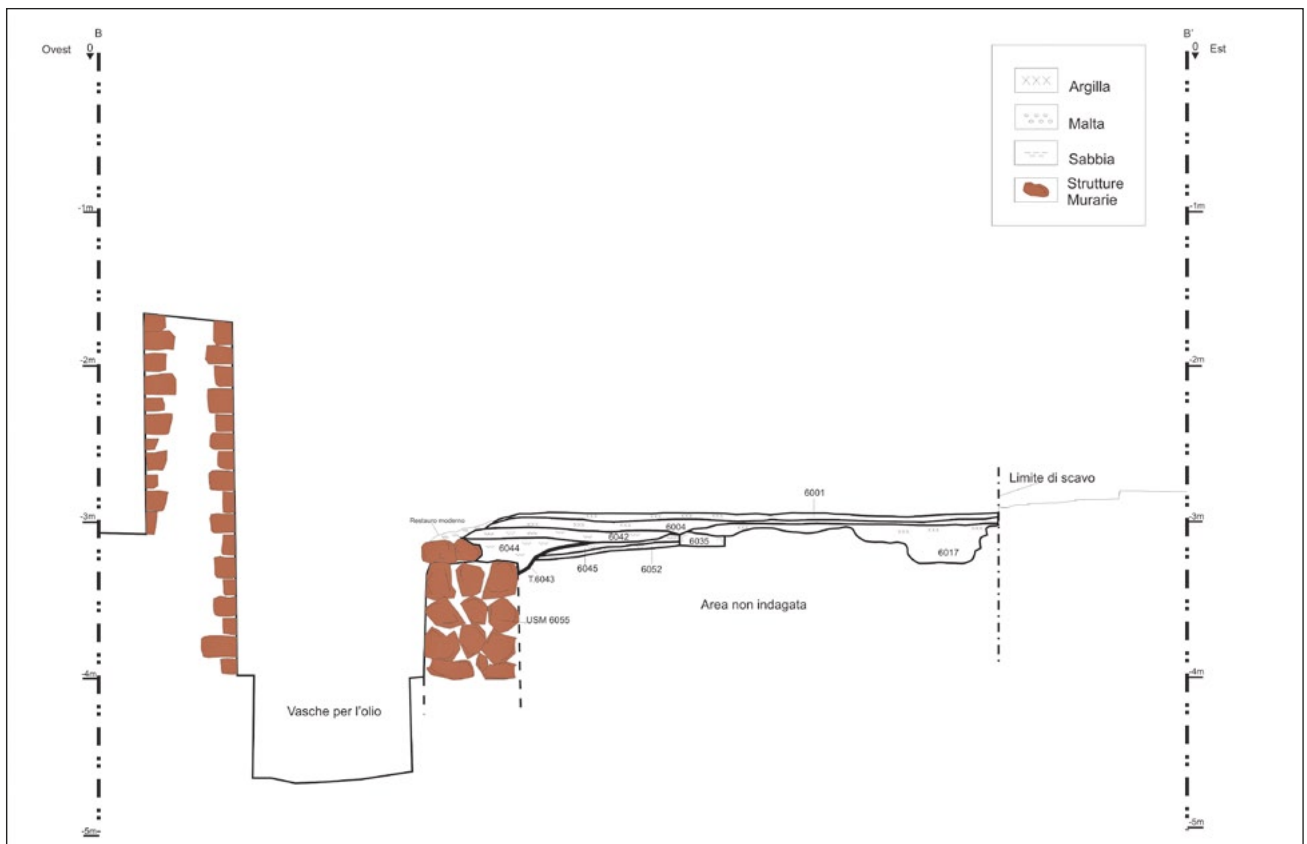 B
Ovest 0
B'
0 Est
XXX Argilla
Malta
Sabbia
Strutture
Murarie
-1m
-1m
-2m
-2m
Limite di scavo
6001
-3m
-3m
Restauro moderno
6004
6042
6044
6035
6017
6045
6052
T.6043
Area non indagata
USM 6055
-4m
-4m
Vasche per l'olio
-5m
-5m